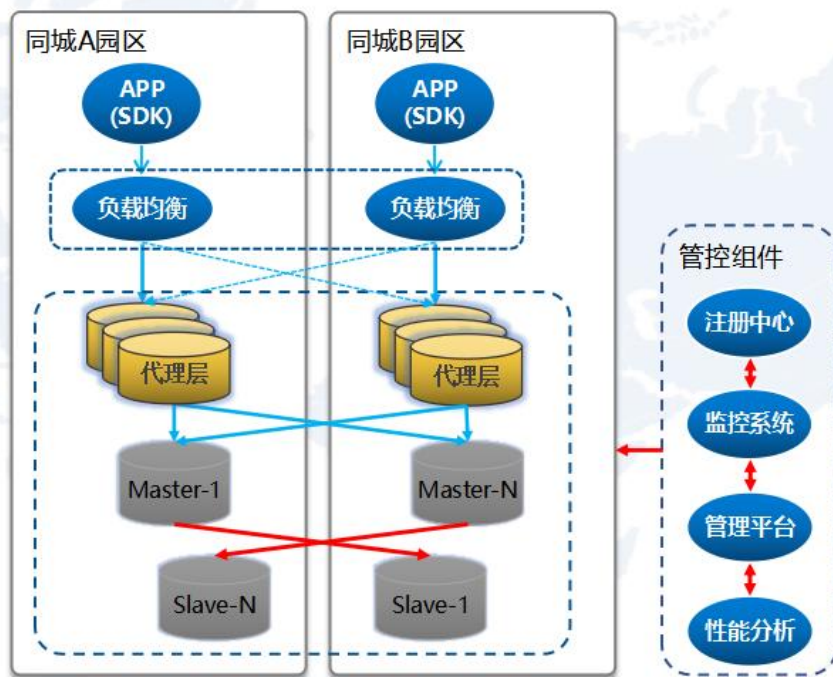 同城A园区
APP
(SDK)
负载均衡
代理层
Master-1
Slave-N
同城B园区
APP
(SDK)
负载均衡
代理层
Master-N
Slave-1
管控组件
注册中心
监控系统
管理平台
性能分析